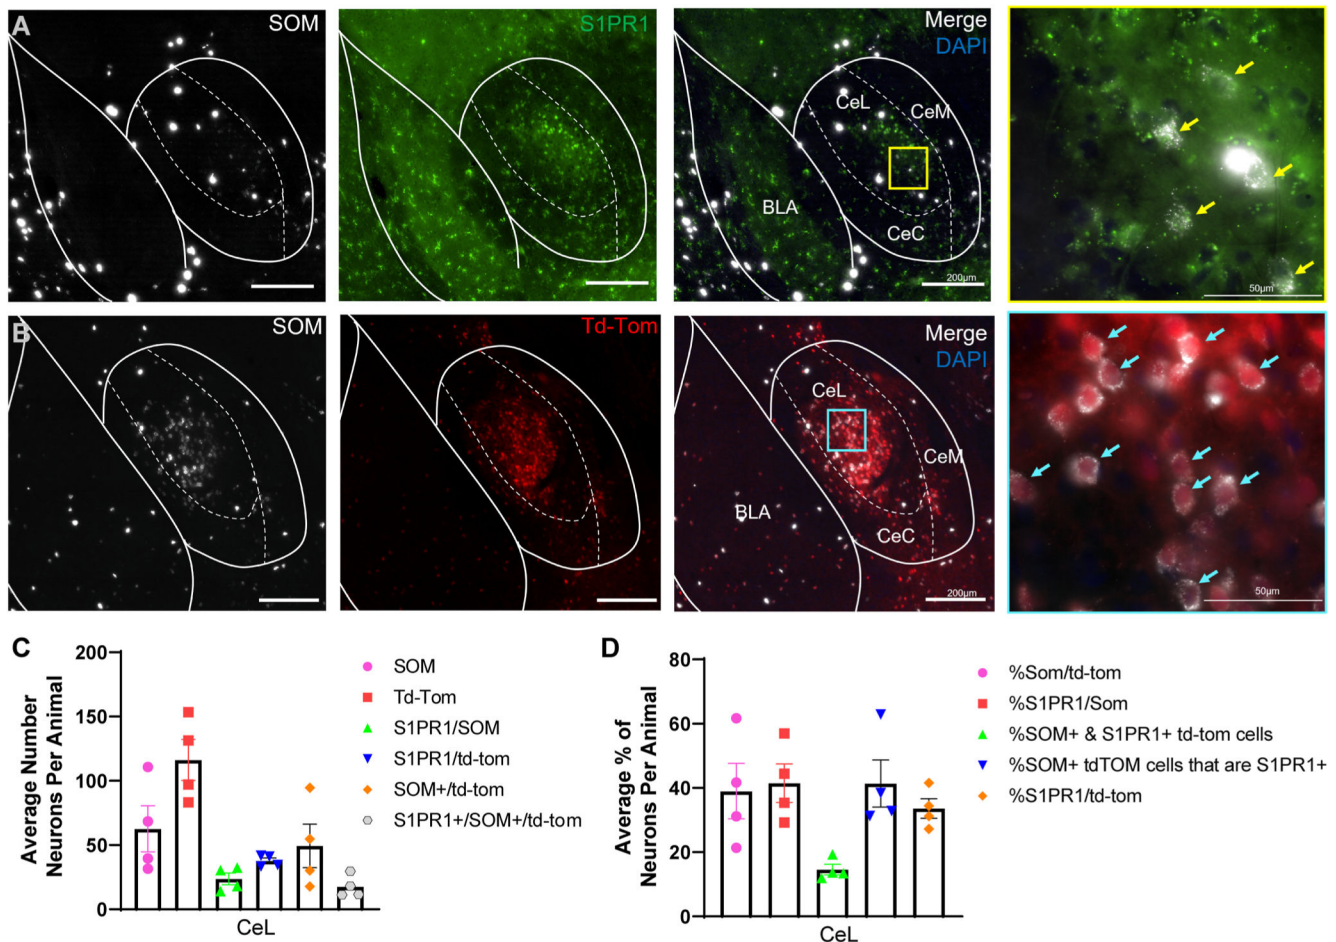 A
SOM
S1PR1
Merge
DAPI
CeL
CeM
BLA
CeC
200μm
50μm
B
SOM
Td-Tom
Merge
DAPI
CeL
CeM
BLA
CeC
200μm
50μm
C
Average Number
Neurons Per Animal
200
150
100
50
0
CeL
SOM
Td-Tom
S1PR1/SOM
S1PR1/td-tom
SOM+/td-tom
S1PR1+/SOM+/td-tom
D
Average % of
Neurons Per Animal
80
60
40
20
0
CeL
%Som/td-tom
%S1PR1/Som
%SOM+ & S1PR1+ td-tom cells
%SOM+ tdTOM cells that are S1PR1+
%S1PR1/td-tom